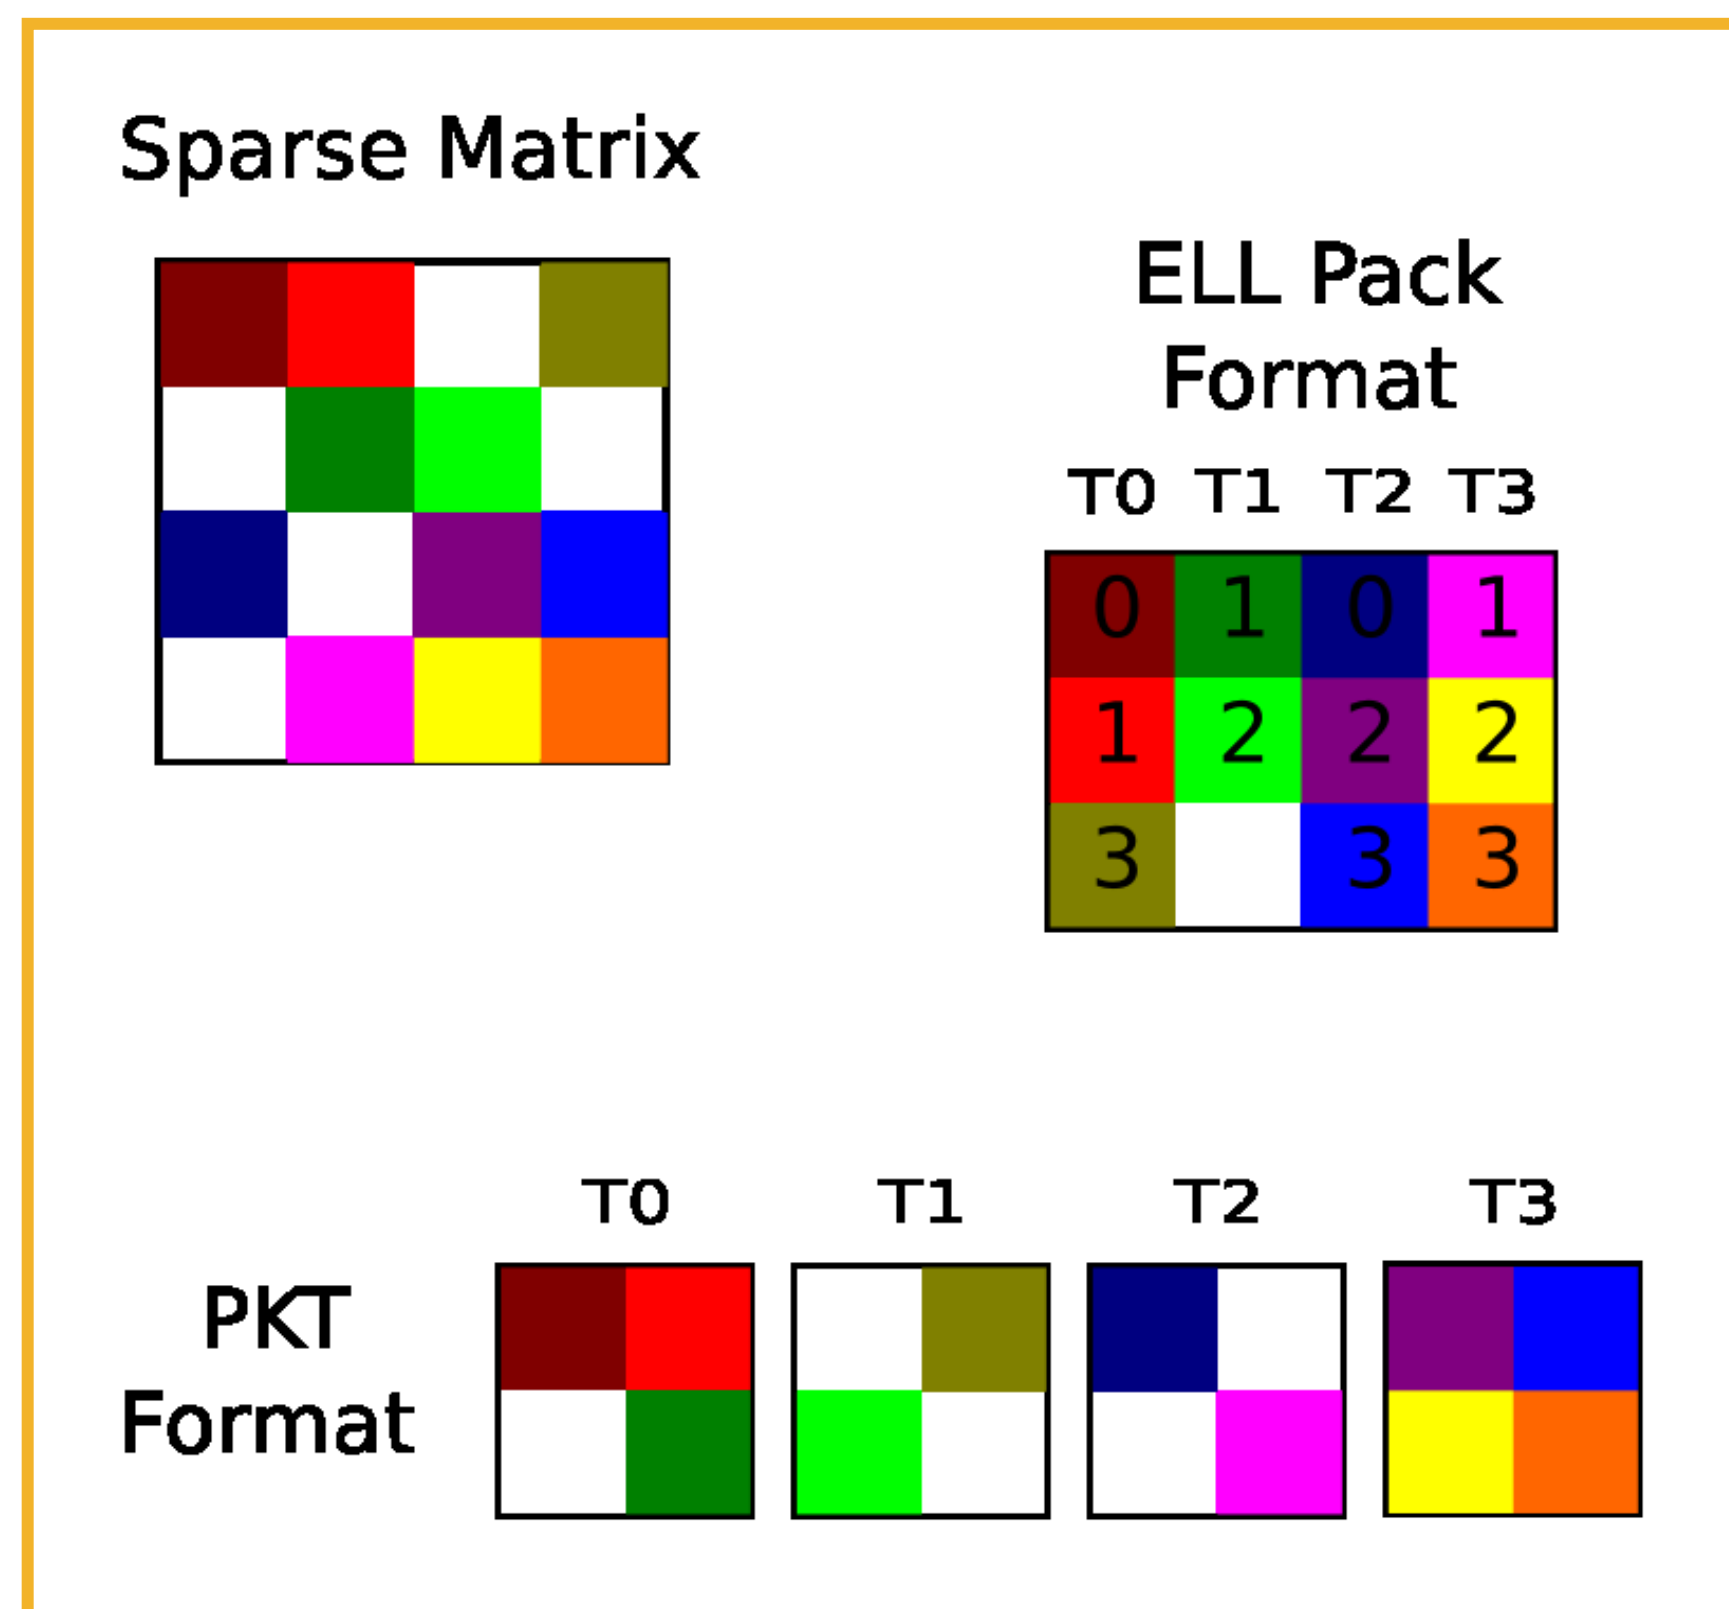 Sparse Matrix
ELL Pack
Format
T0 T1 T2 T3
0 1 0 1
1 2 2 2
3 3 3
T0 T1 T2 T3
PKT
Format